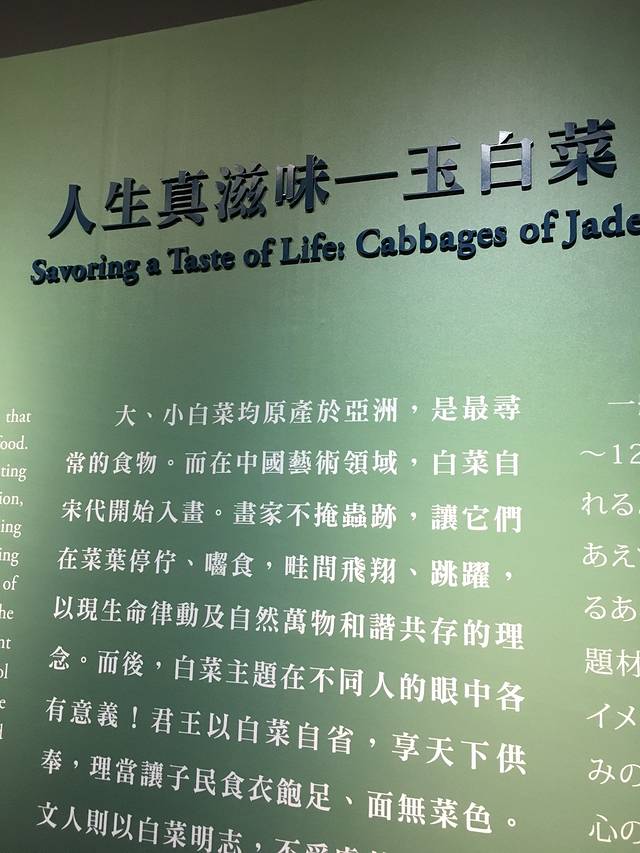 人生真滋味—玉白菜
Savoring a Taste of Life: Cabbages of Jade
that
food.
ting
ion,
ing
ing
of
he
nt
ol
e
d
大、小白菜均原產於亞洲，是最尋
常的食物。而在中國藝術領域，白菜自
宋代開始入畫。畫家不掩蟲跡，讓它們
在菜葉停佇、囓食，畦間飛翔、跳躍，
以現生命律動及自然萬物和諧共存的理
念。而後，白菜主題在不同人的眼中各
有意義！君王以白菜自省，享天下供
奉，理當讓子民食衣飽足、面無菜色。
文人則以白菜明志，不受
一
～12
れる
あえ
るあ
題材
イメ
みの
心の